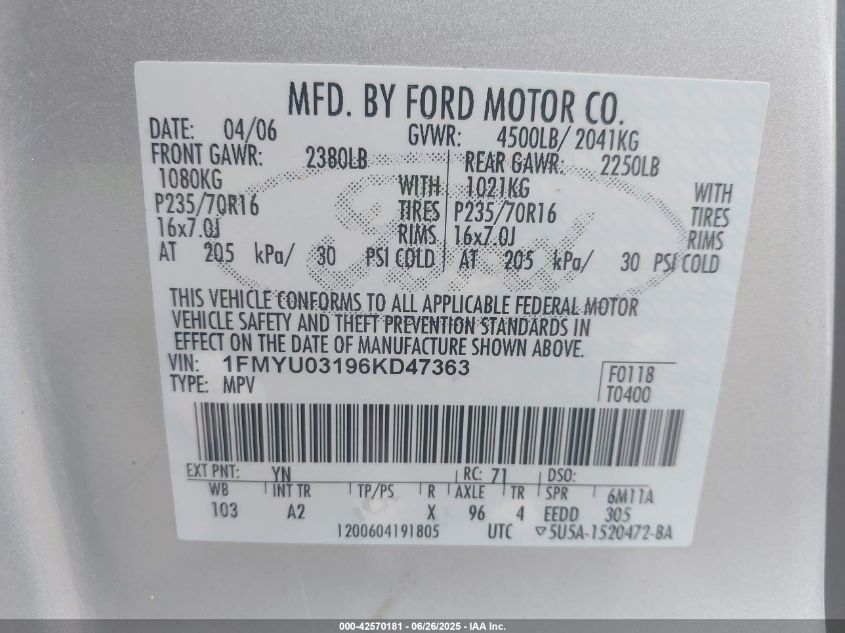 MFD. BY FORD MOTOR CO.
DATE: 04/06 GVWR: 4500LB/ 2041KG
FRONT GAWR: 2380LB REAR GAWR: 2250LB
1080KG WITH 1021KG WITH
P235/70R16 TIRES P235/70R16 TIRES
16x7.0J RIMS 16x7.0J RIMS
AT 205 kPa/ 30 PSI COLD AT 205 kPa/ 30 PSI COLD
Ford
THIS VEHICLE CONFORMS TO ALL APPLICABLE FEDERAL MOTOR
VEHICLE SAFETY AND THEFT PREVENTION STANDARDS IN
EFFECT ON THE DATE OF MANUFACTURE SHOWN ABOVE.
VIN: 1FMYU03196KD47363 F0118
TYPE: MPV T0400
EXT PNT: YN RC: 71 DSO:
WB INT TR TP/PS R AXLE TR SPR 6M11A
103 A2 X 96 4 EEDD 305
1200604191805 UTC ▽5U5A-1520472-BA
000-42570181 - 06/26/2025 - IAA Inc.